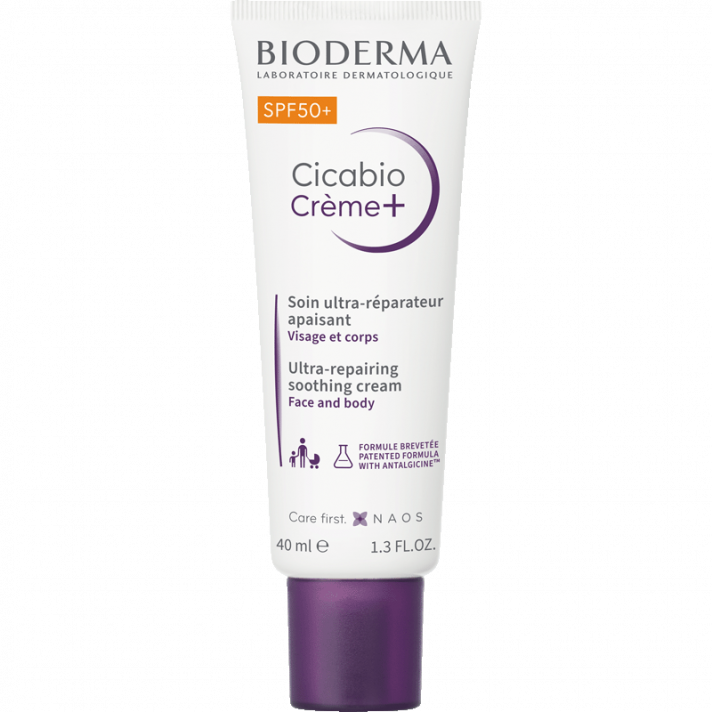 BIODERMA
LABORATOIRE DERMATOLOGIQUE
SPF50+
Cicabio
Crème+
Soin ultra-réparateur
apaisant
Visage et corps
Ultra-repairing
soothing cream
Face and body
FORMULE BREVETÉE
PATENTED FORMULA
WITH ANTALGICINE™
Care first. NAOS
40 ml ℮ 1.3 FL.OZ.